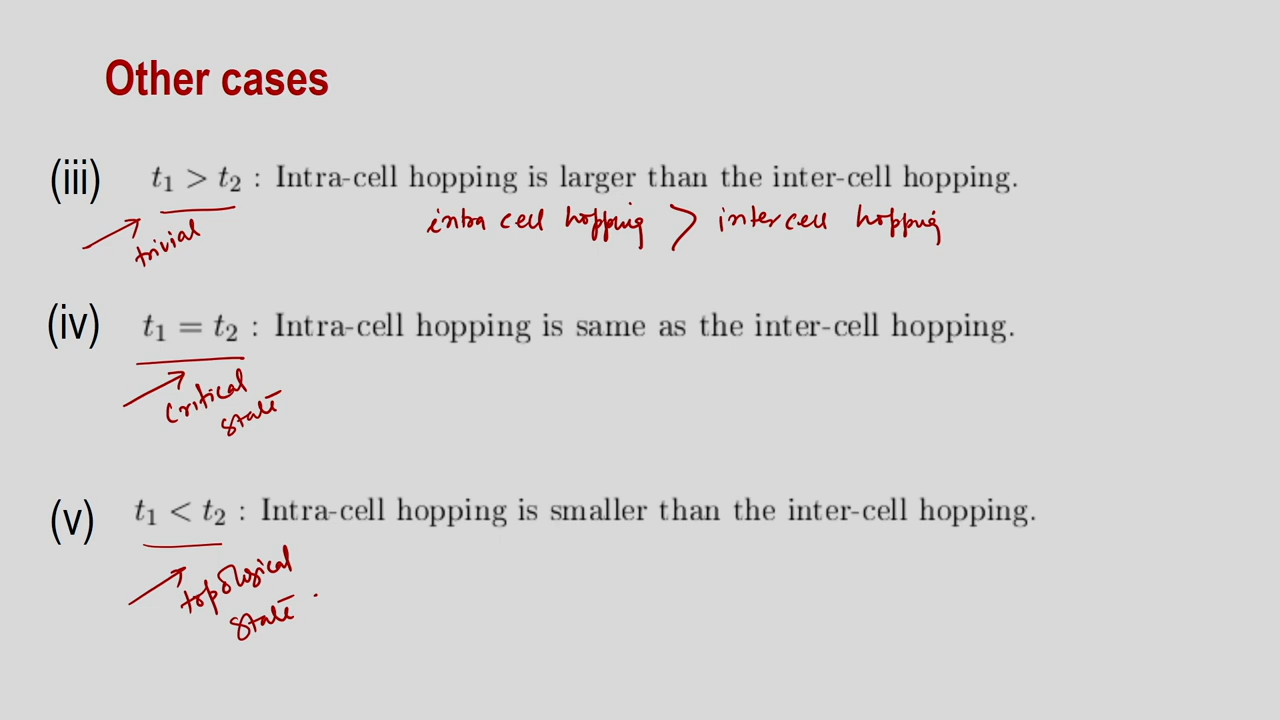 Other cases
(iii) t₁ > t₂ : Intra-cell hopping is larger than the inter-cell hopping.
intra cell hopping > inter cell hopping
trivial
(iv) t₁ = t₂ : Intra-cell hopping is same as the inter-cell hopping.
critical
state
(v) t₁ < t₂ : Intra-cell hopping is smaller than the inter-cell hopping.
topological
state .